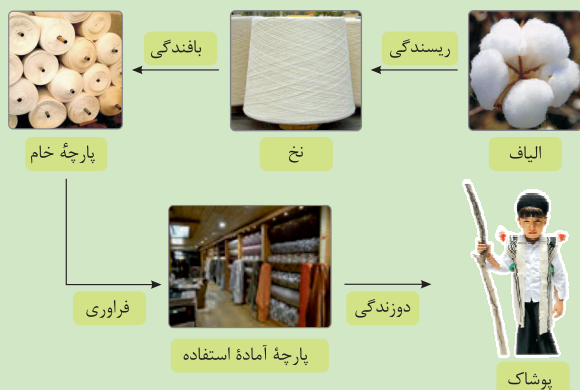 ریسندگی
بافندگی
الیاف
نخ
پارچهٔ خام
فراوری
دوزندگی
پارچهٔ آمادهٔ استفاده
پوشاک